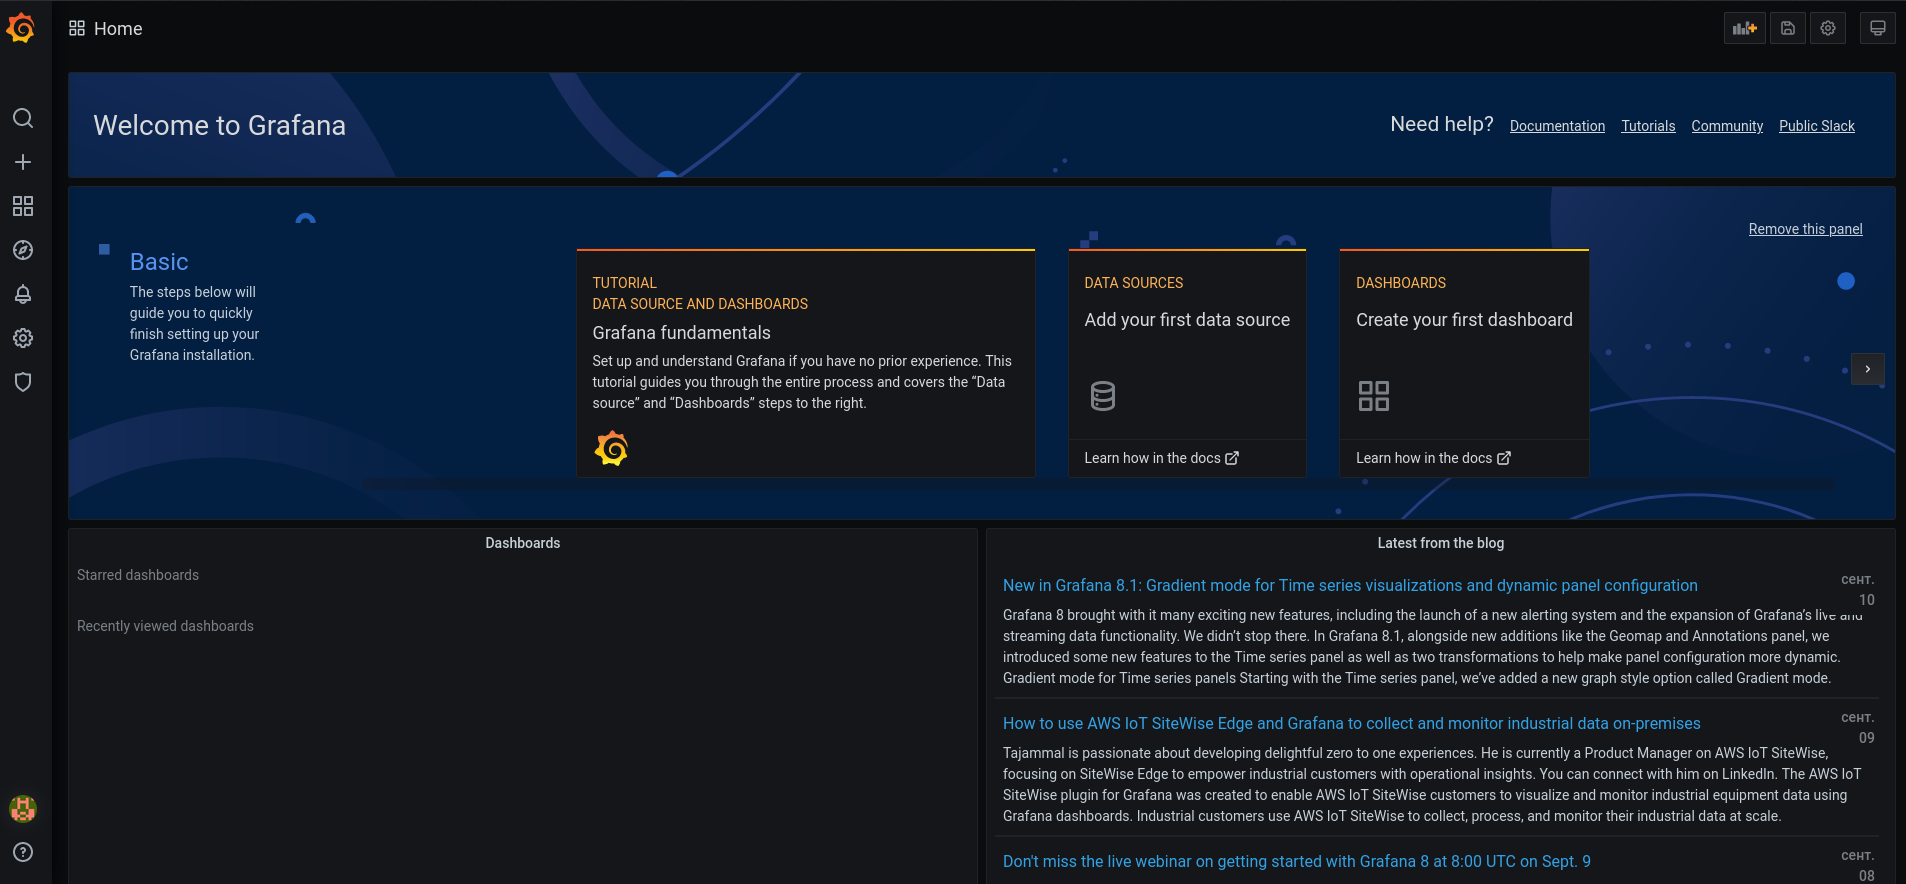 Home
Welcome to Grafana
Need help? Documentation Tutorials Community Public Slack
Remove this panel
Basic
The steps below will
guide you to quickly
finish setting up your
Grafana installation.
TUTORIAL
DATA SOURCE AND DASHBOARDS
Grafana fundamentals
Set up and understand Grafana if you have no prior experience. This
tutorial guides you through the entire process and covers the “Data
source” and “Dashboards” steps to the right.
DATA SOURCES
Add your first data source
Learn how in the docs
DASHBOARDS
Create your first dashboard
Learn how in the docs
Dashboards
Starred dashboards
Recently viewed dashboards
Latest from the blog
New in Grafana 8.1: Gradient mode for Time series visualizations and dynamic panel configuration
сент.
10
Grafana 8 brought with it many exciting new features, including the launch of a new alerting system and the expansion of Grafana’s live and
streaming data functionality. We didn’t stop there. In Grafana 8.1, alongside new additions like the Geomap and Annotations panel, we
introduced some new features to the Time series panel as well as two transformations to help make panel configuration more dynamic.
Gradient mode for Time series panels Starting with the Time series panel, we’ve added a new graph style option called Gradient mode.
How to use AWS IoT SiteWise Edge and Grafana to collect and monitor industrial data on-premises
сент.
09
Tajammal is passionate about developing delightful zero to one experiences. He is currently a Product Manager on AWS IoT SiteWise,
focusing on SiteWise Edge to empower industrial customers with operational insights. You can connect with him on LinkedIn. The AWS IoT
SiteWise plugin for Grafana was created to enable AWS IoT SiteWise customers to visualize and monitor industrial equipment data using
Grafana dashboards. Industrial customers use AWS IoT SiteWise to collect, process, and monitor their industrial data at scale.
Don't miss the live webinar on getting started with Grafana 8 at 8:00 UTC on Sept. 9
сент.
08